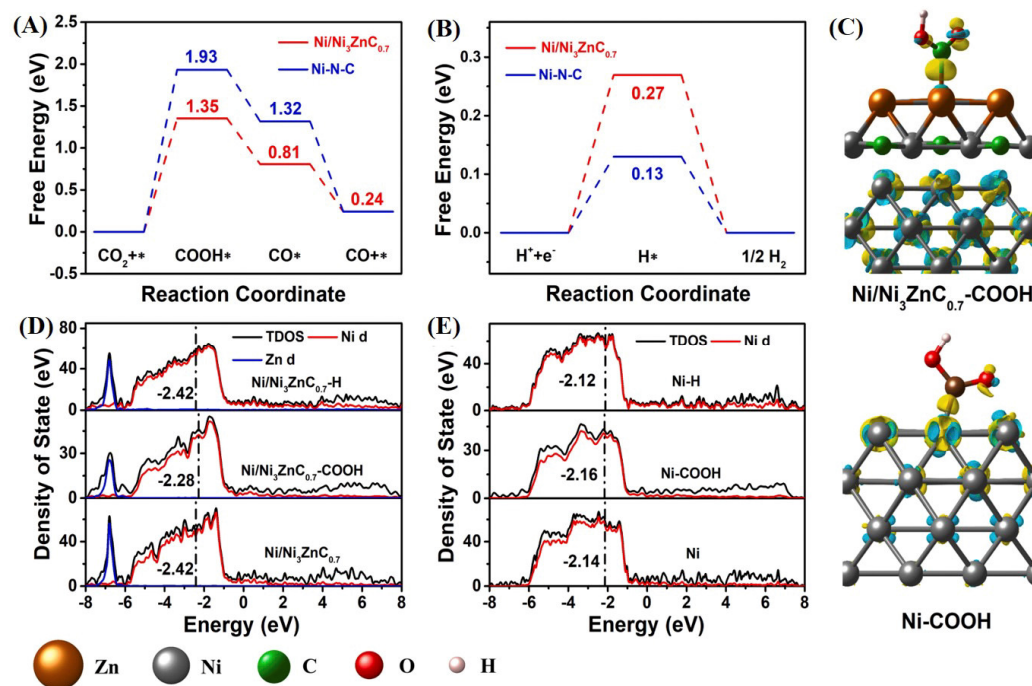 (A)
Free Energy (eV)
2.5
2.0
1.5
1.0
0.5
0.0
-0.5
Ni/Ni₃ZnC₀.₇
Ni-N-C
1.93
1.35
1.32
0.81
0.24
CO₂+*
COOH*
CO*
CO+*
Reaction Coordinate
(B)
Free Energy (eV)
0.3
0.2
0.1
0.0
Ni/Ni₃ZnC₀.₇
Ni-N-C
0.27
0.13
H⁺+e⁻
H*
1/2 H₂
Reaction Coordinate
(C)
Ni/Ni₃ZnC₀.₇-COOH
Ni-COOH
(D)
Density of State (eV)
80
40
0
30
0
40
0
TDOS
Ni d
Zn d
Ni/Ni₃ZnC₀.₇-H
-2.42
Ni/Ni₃ZnC₀.₇-COOH
-2.28
Ni/Ni₃ZnC₀.₇
-2.42
-8 -6 -4 -2 0 2 4 6 8
Energy (eV)
(E)
Density of State (eV)
80
40
0
30
0
40
0
TDOS
Ni d
Ni-H
-2.12
Ni-COOH
-2.16
Ni
-2.14
-8 -6 -4 -2 0 2 4 6 8
Energy (eV)
Zn
Ni
C
O
H